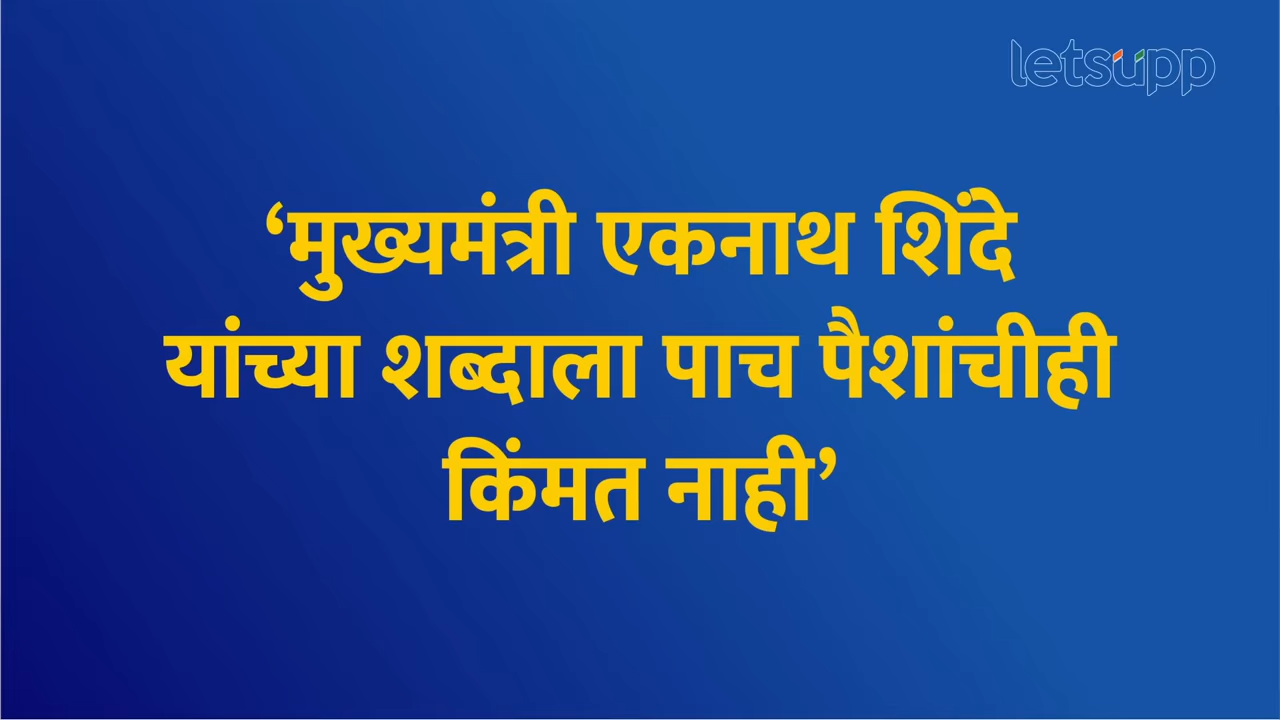 letsupp
‘मुख्यमंत्री एकनाथ शिंदे
यांच्या शब्दाला पाच पैशांचीही
किंमत नाही’